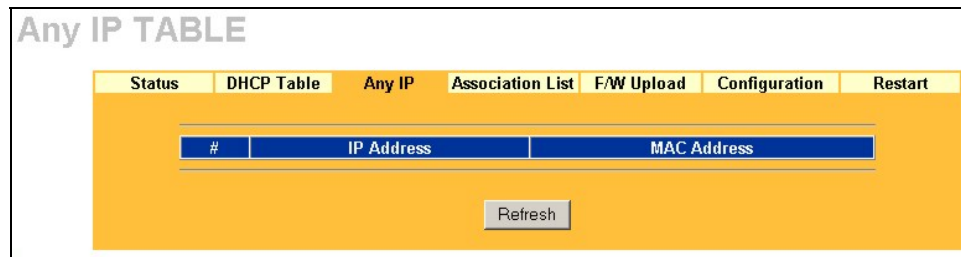 Any IP TABLE
Status DHCP Table Any IP Association List F/W Upload Configuration Restart
# IP Address MAC Address
Refresh